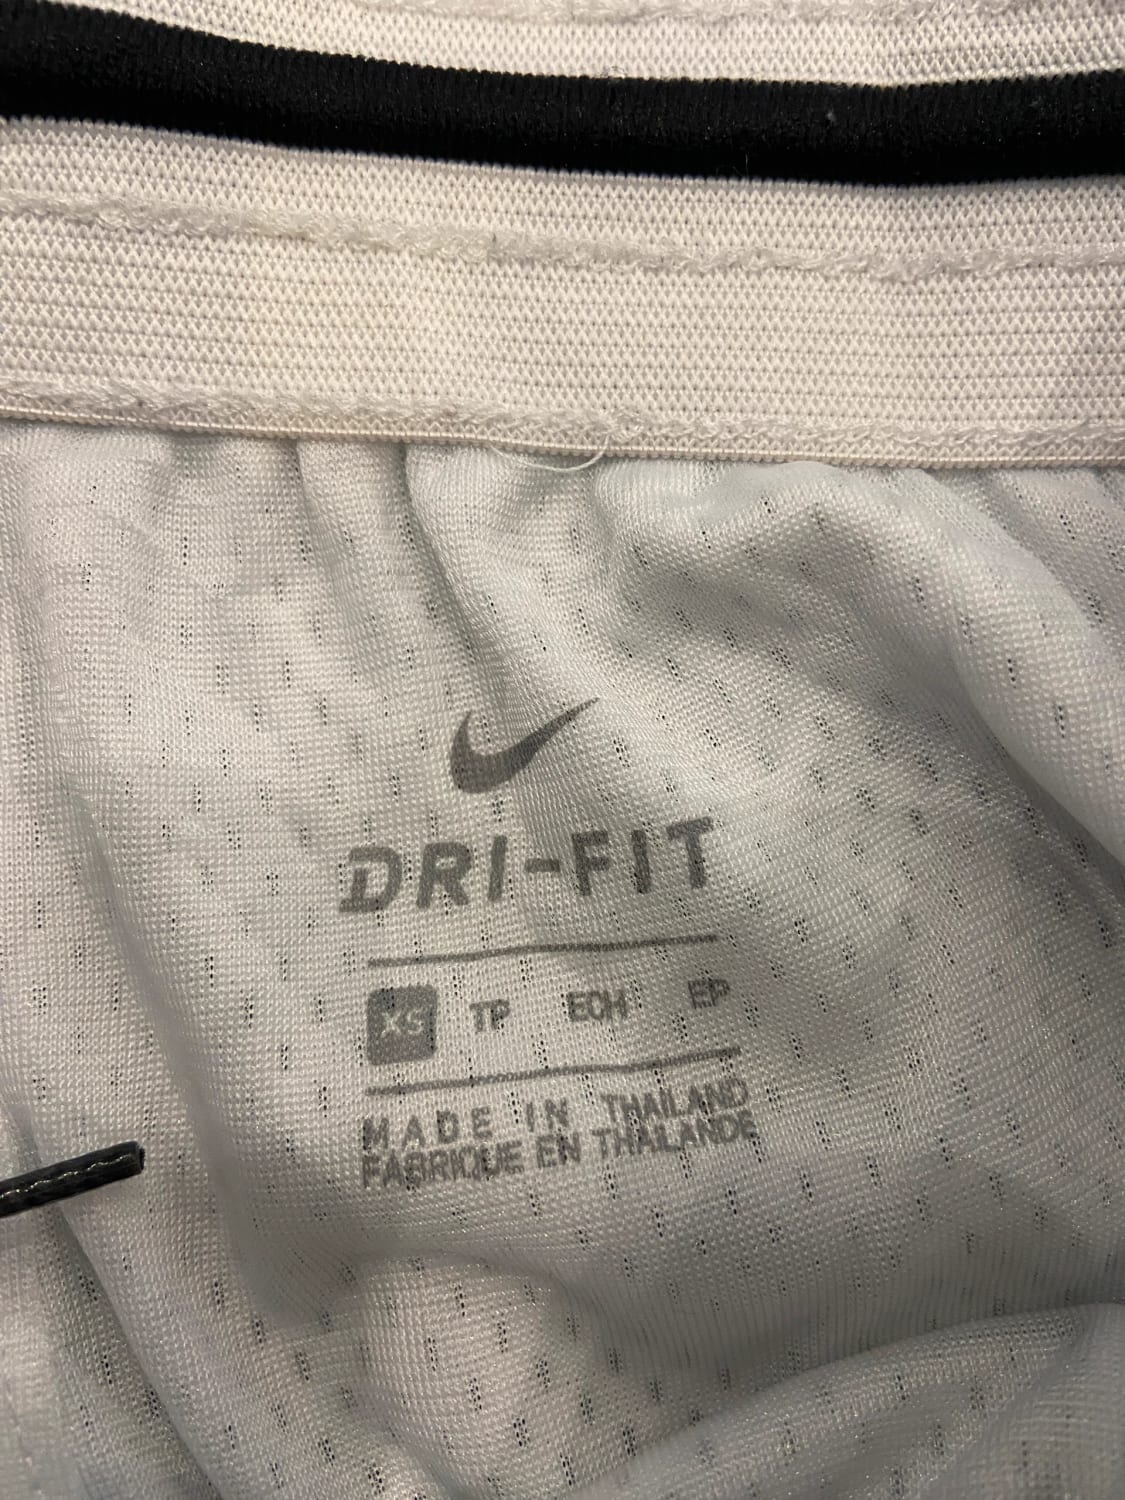 DRI-FIT
XS TP ECH EP
MADE IN THAILAND
FABRIQUE EN THAILANDE